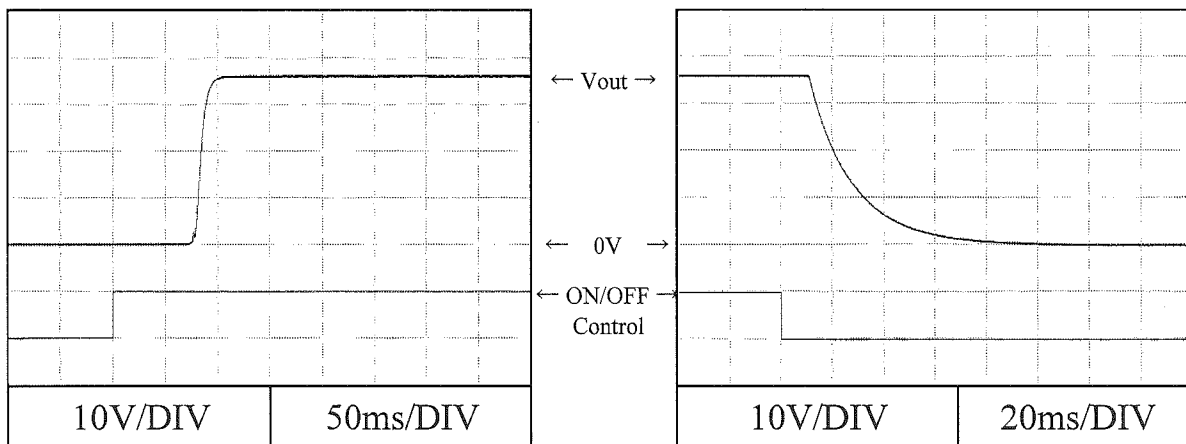 ← Vout →
← 0V →
← ON/OFF →
Control
10V/DIV
50ms/DIV
10V/DIV
20ms/DIV